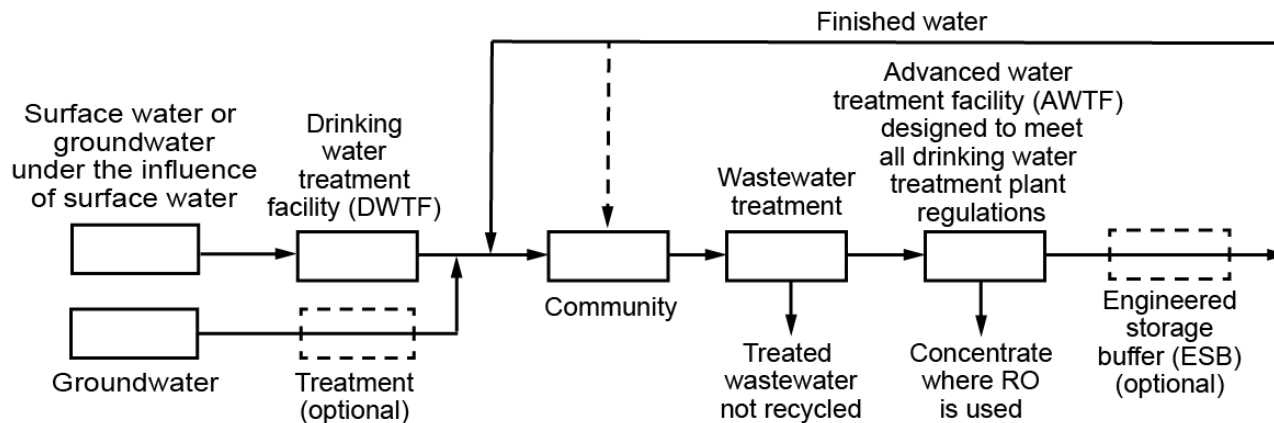 Finished water
Surface water or
groundwater
under the influence
of surface water
Drinking
water
treatment
facility (DWTF)
Wastewater
treatment
Advanced water
treatment facility (AWTF)
designed to meet
all drinking water
treatment plant
regulations
Community
Groundwater
Treatment
(optional)
Treated
wastewater
not recycled
Concentrate
where RO
is used
Engineered
storage
buffer (ESB)
(optional)